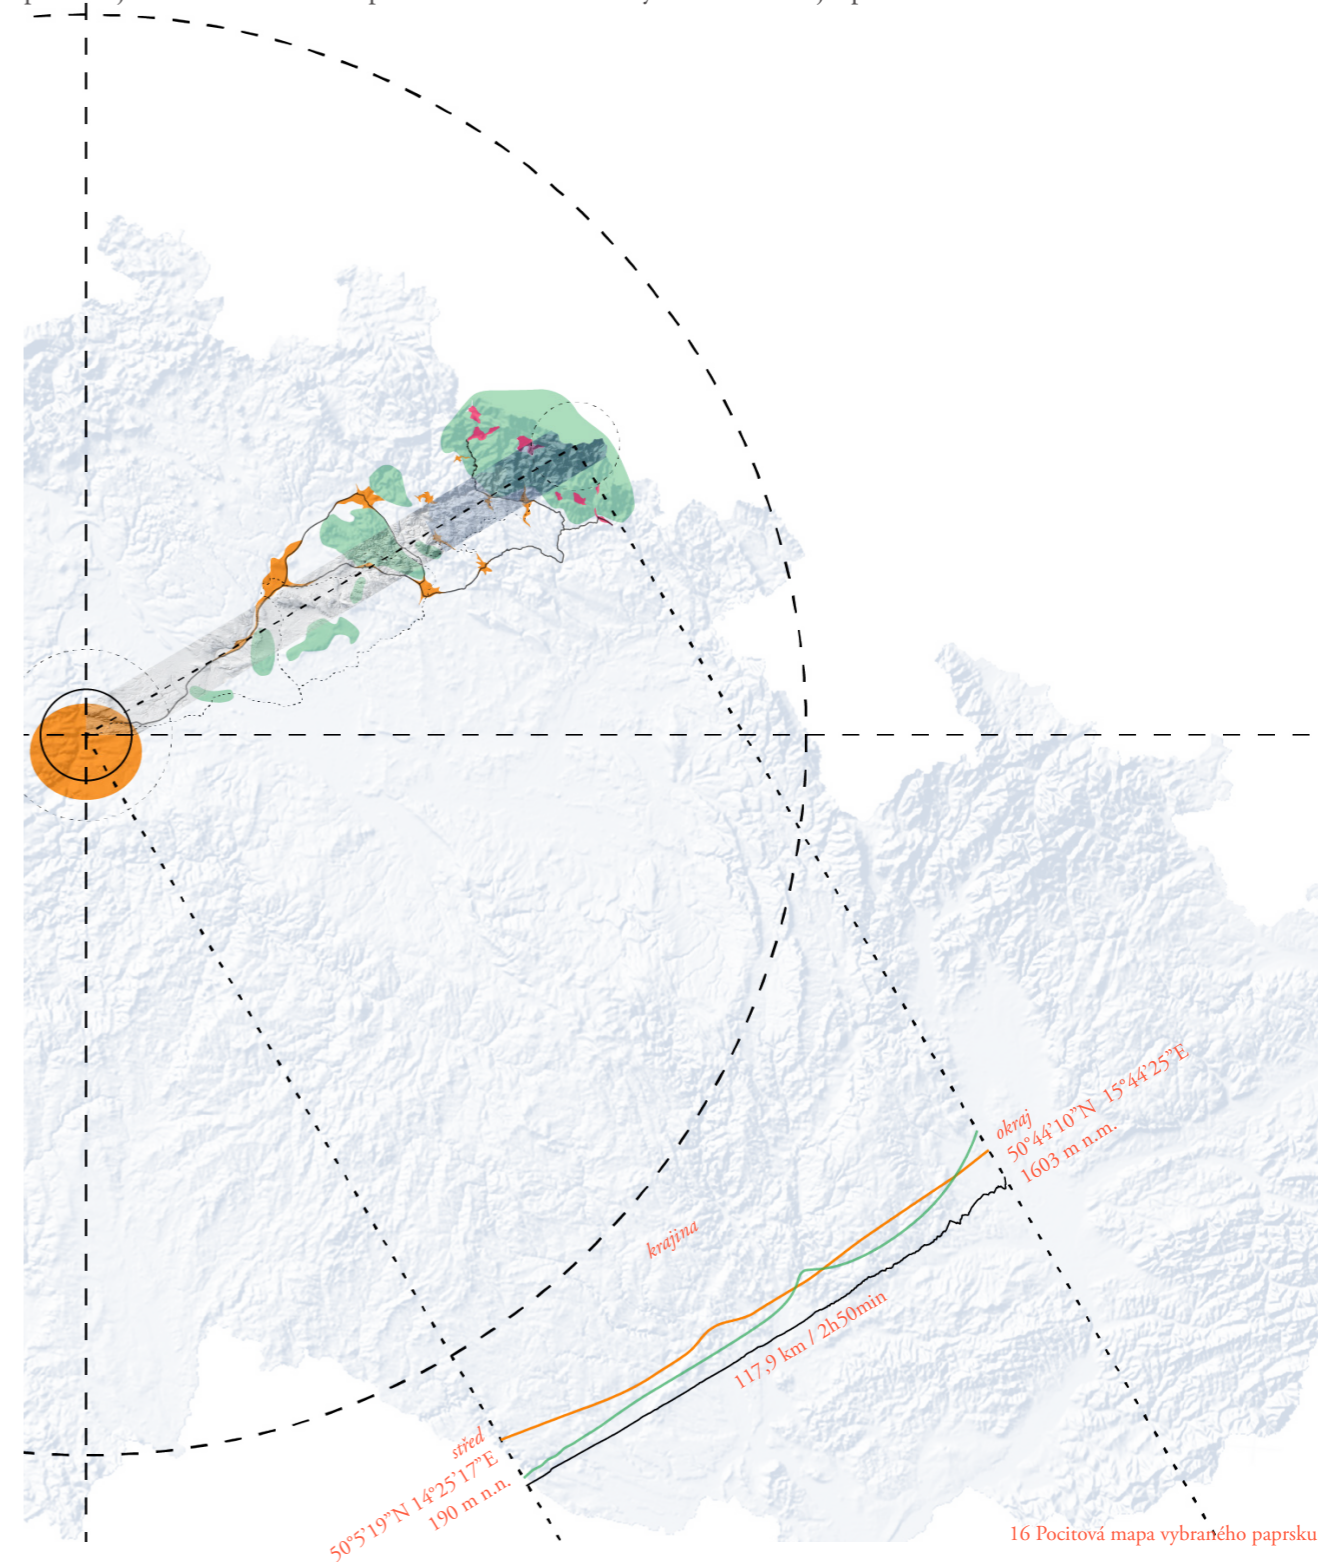 okraj
50°44’10”N 15°44’25”E
1603 m n.m.
krajina
117,9 km / 2h50min
střed
50°5’19”N 14°25’17”E
190 m n.n.
16 Pocitová mapa vybraného paprsku